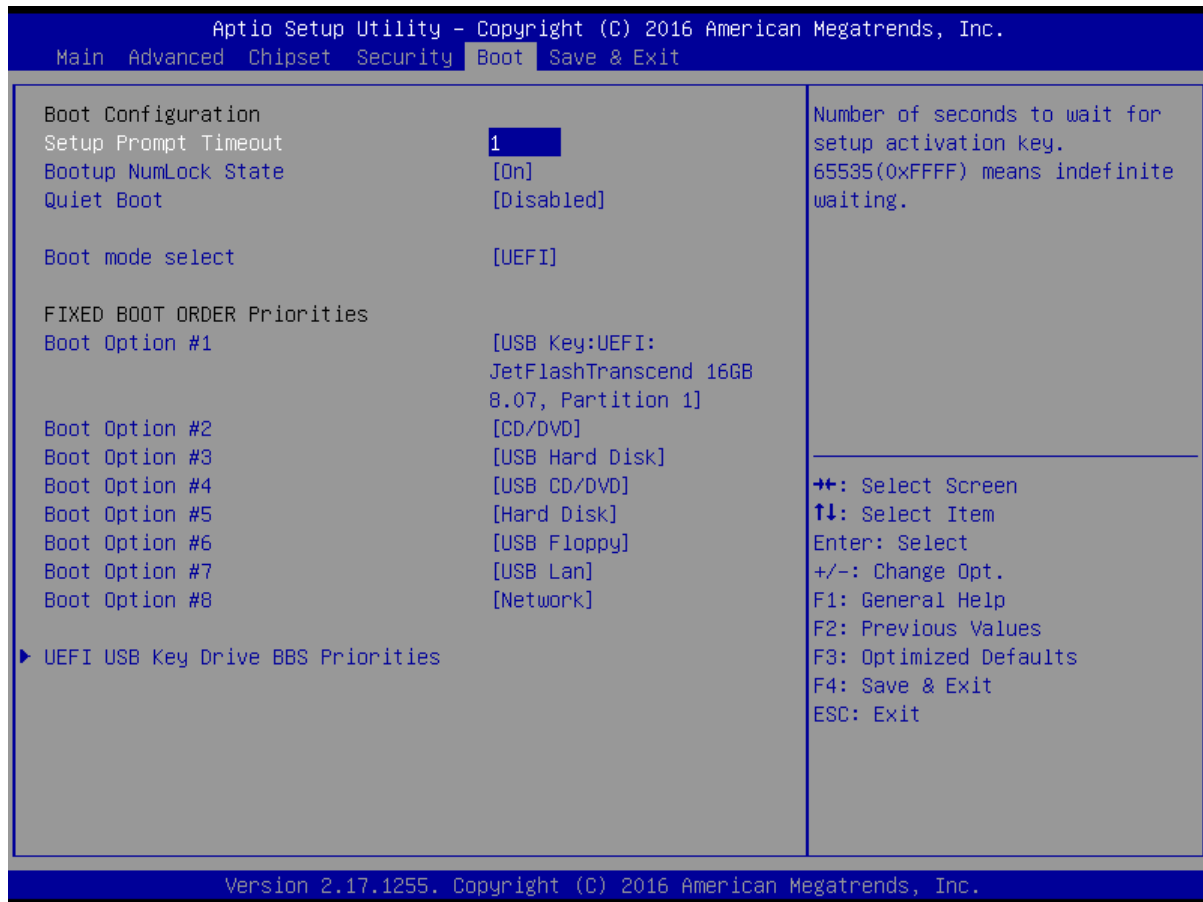 Aptio Setup Utility – Copyright (C) 2016 American Megatrends, Inc.
Main Advanced Chipset Security Boot Save & Exit
Boot Configuration
Setup Prompt Timeout 1
Bootup NumLock State [On]
Quiet Boot [Disabled]
Boot mode select [UEFI]
FIXED BOOT ORDER Priorities
Boot Option #1 [USB Key:UEFI:
JetFlashTranscend 16GB
8.07, Partition 1]
Boot Option #2 [CD/DVD]
Boot Option #3 [USB Hard Disk]
Boot Option #4 [USB CD/DVD]
Boot Option #5 [Hard Disk]
Boot Option #6 [USB Floppy]
Boot Option #7 [USB Lan]
Boot Option #8 [Network]
▶ UEFI USB Key Drive BBS Priorities
Number of seconds to wait for
setup activation key.
65535(0xFFFF) means indefinite
waiting.
→←: Select Screen
↑↓: Select Item
Enter: Select
+/-: Change Opt.
F1: General Help
F2: Previous Values
F3: Optimized Defaults
F4: Save & Exit
ESC: Exit
Version 2.17.1255. Copyright (C) 2016 American Megatrends, Inc.